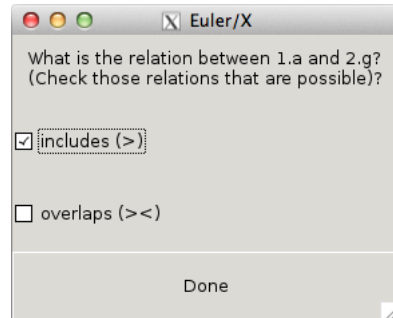 Euler/X
What is the relation between 1.a and 2.g?
(Check those relations that are possible)?
includes (>)
overlaps (><)
Done